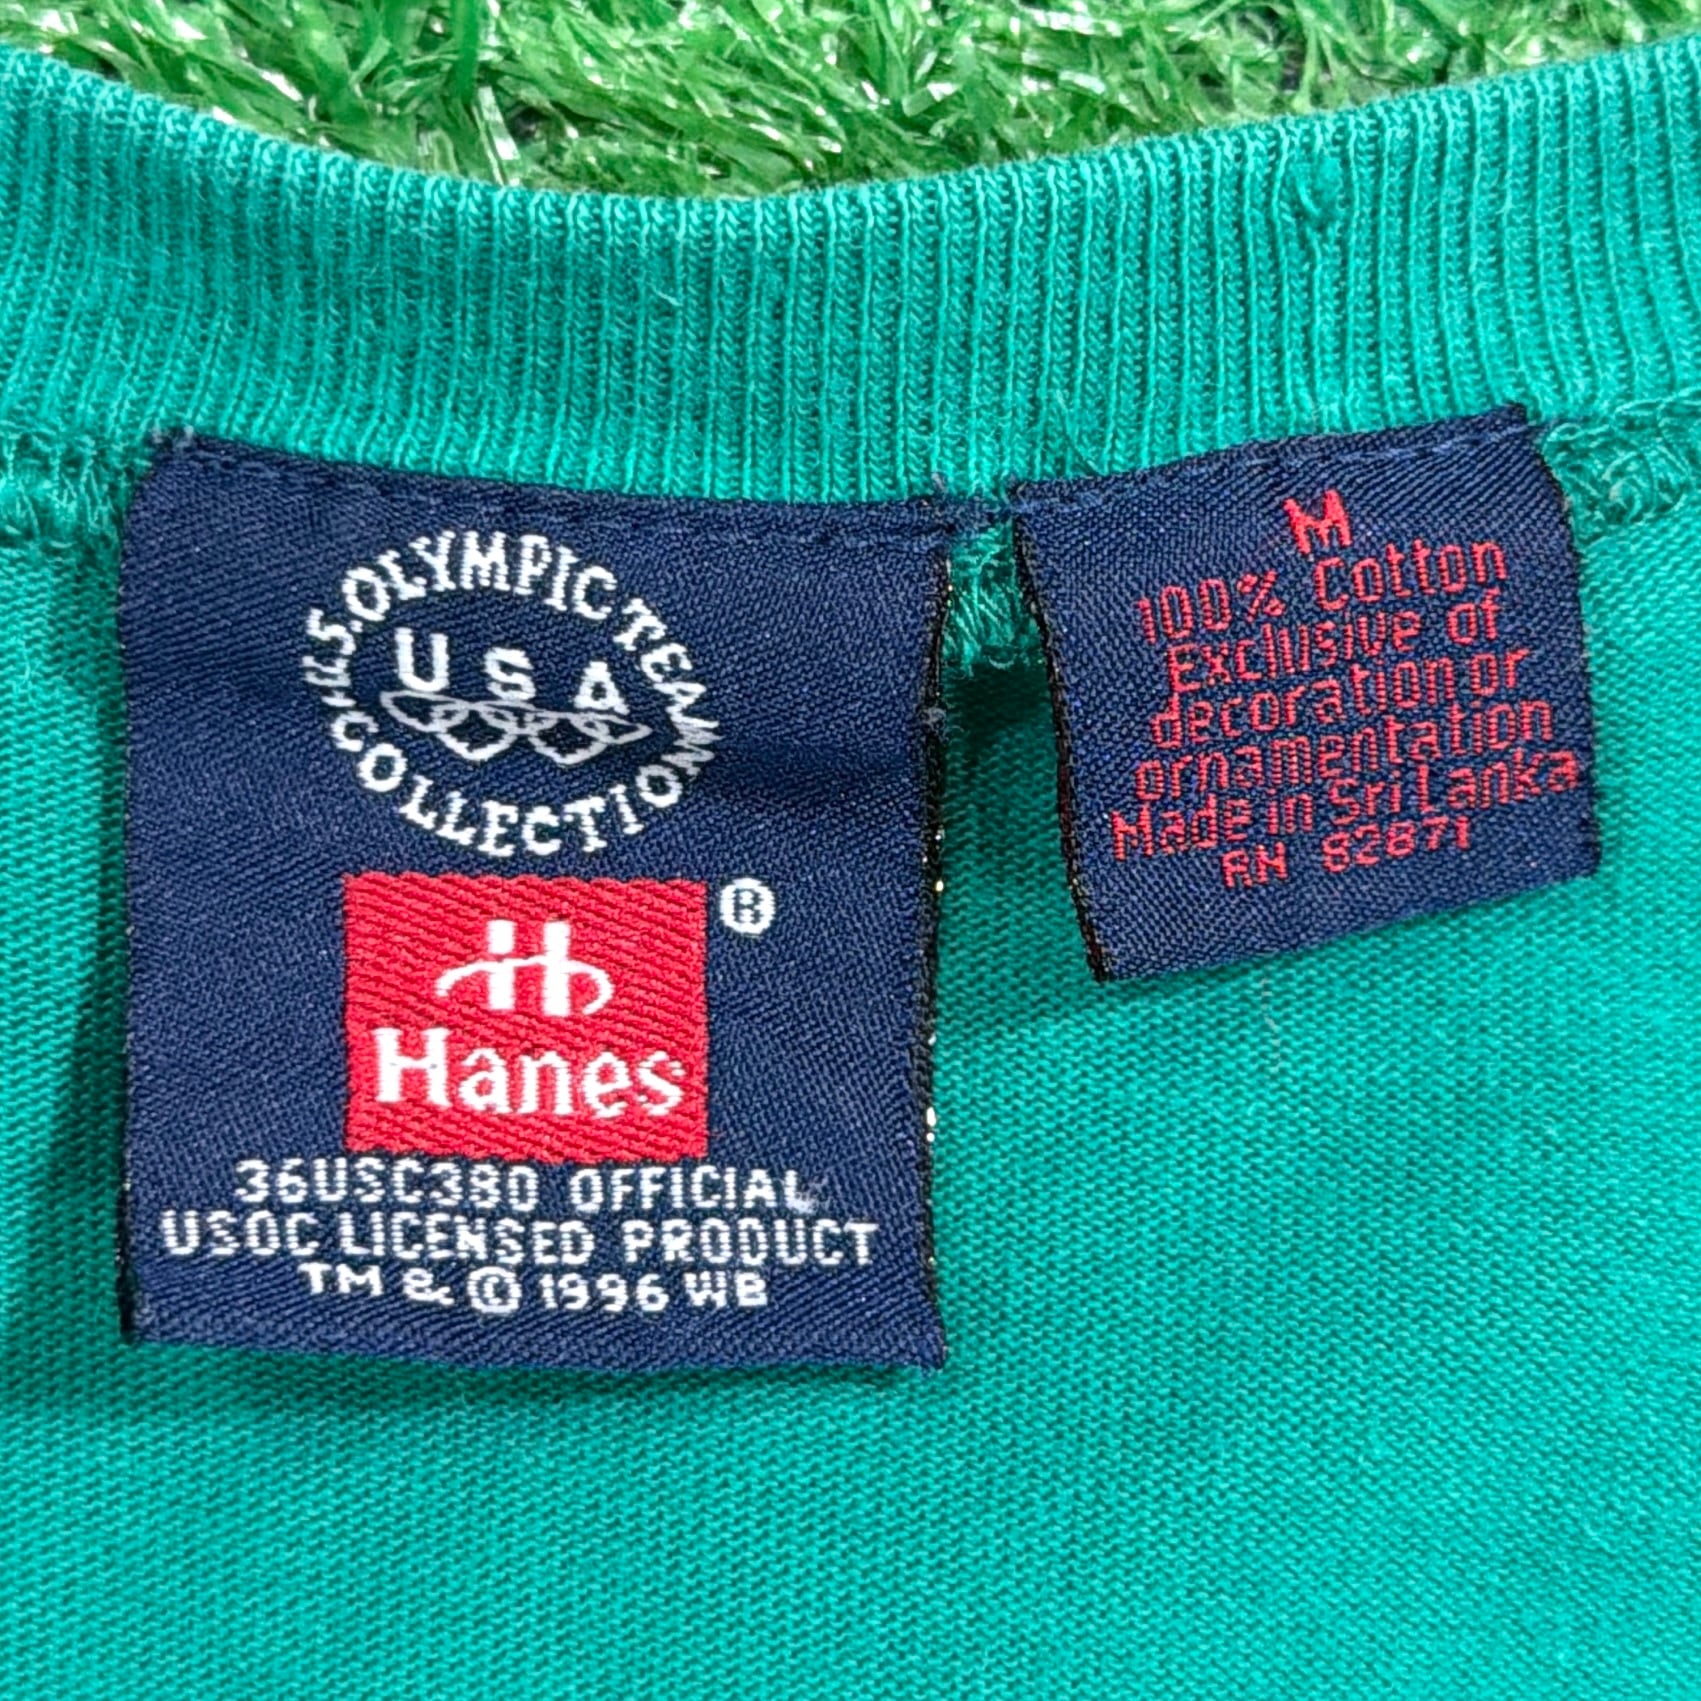 U.S. OLYMPIC TEAM
USA
COLLECTION
®
Hanes
36USC380 OFFICIAL
USOC LICENSED PRODUCT
TM & © 1996 WB
M
100% Cotton
Exclusive of
decoration or
ornamentation
Made in Sri Lanka
RN 82871